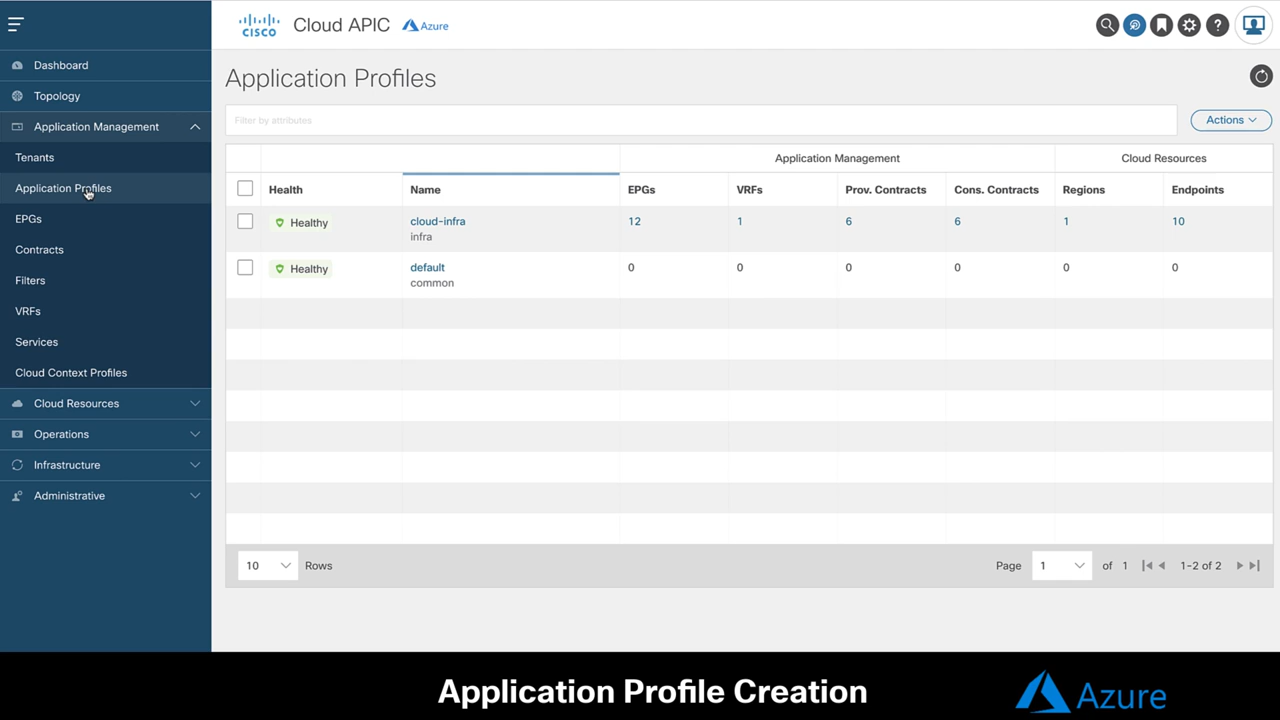 CISCO Cloud APIC Azure
Dashboard
Topology
Application Management
Tenants
Application Profiles
EPGs
Contracts
Filters
VRFs
Services
Cloud Context Profiles
Cloud Resources
Operations
Infrastructure
Administrative
Application Profiles
Filter by attributes
Actions
Application Management Cloud Resources
Health Name EPGs VRFs Prov. Contracts Cons. Contracts Regions Endpoints
Healthy cloud-infra 12 1 6 6 1 10
infra
Healthy default 0 0 0 0 0 0
common
10 Rows Page 1 of 1 1-2 of 2
Application Profile Creation Azure